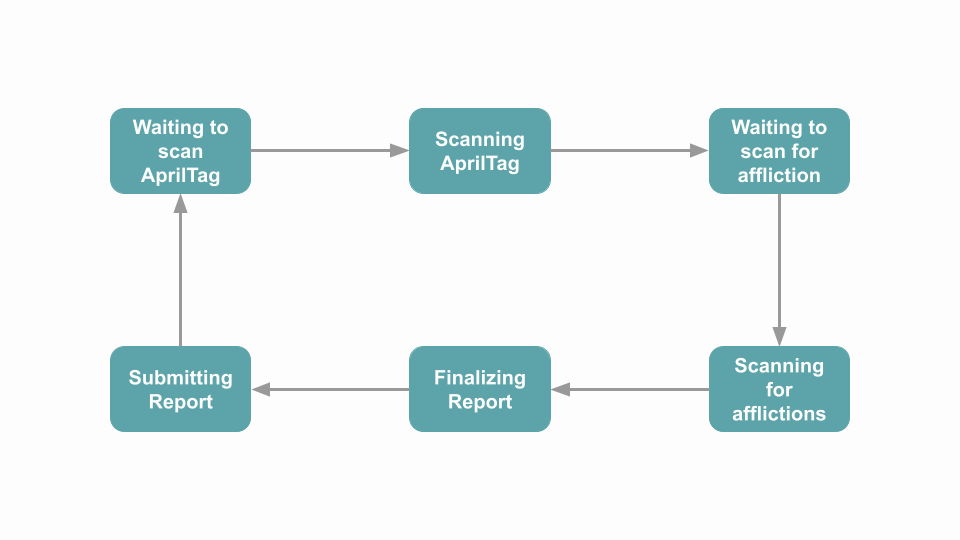 Waiting to
scan
AprilTag
Scanning
AprilTag
Waiting to
scan for
affliction
Submitting
Report
Finalizing
Report
Scanning
for
afflictions